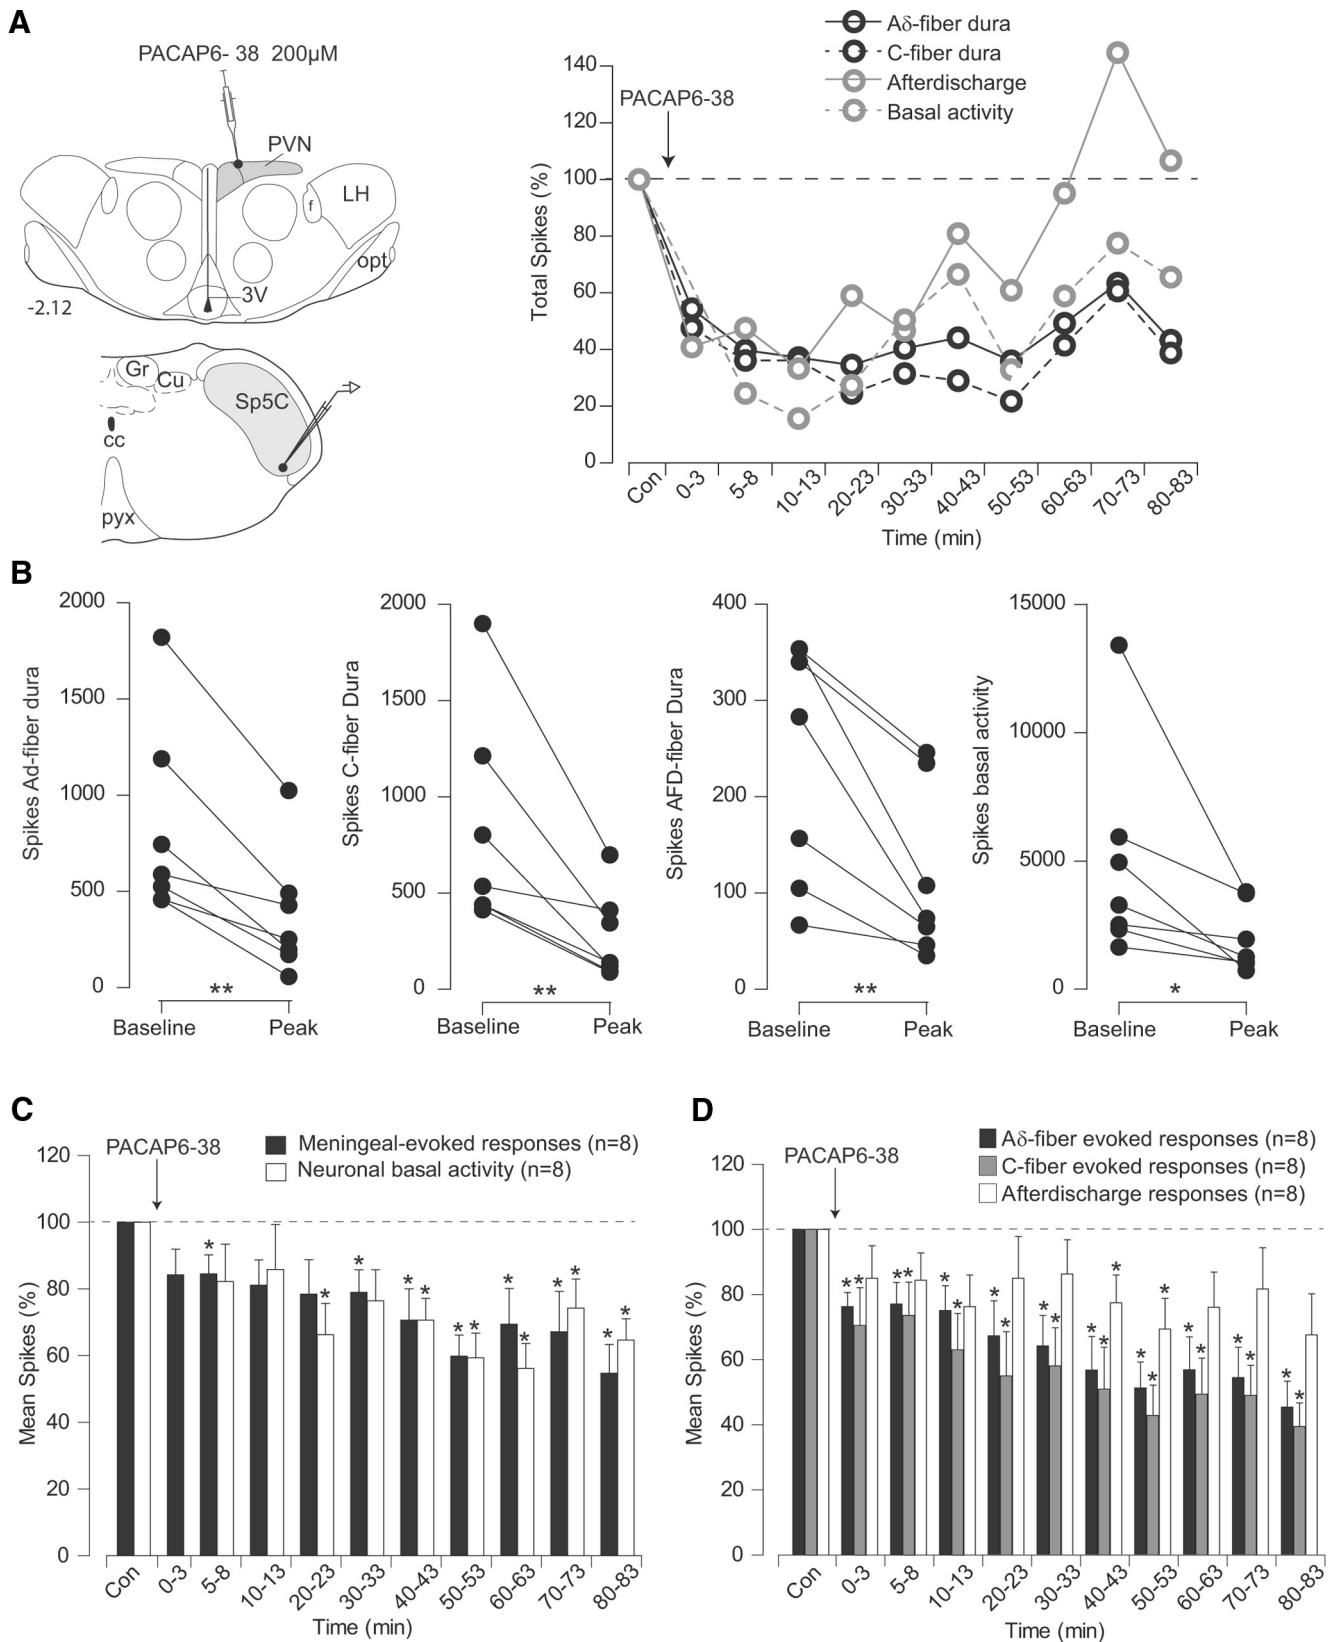 A
PACAP6- 38 200µM
PVN
LH
f
opt
3V
-2.12
Gr
Cu
Sp5C
cc
pyx
Aδ-fiber dura
C-fiber dura
Afterdischarge
Basal activity
PACAP6-38
Total Spikes (%)
140
120
100
80
60
40
20
0
Con 0-3 5-8 10-13 20-23 30-33 40-43 50-53 60-63 70-73 80-83
Time (min)
B
Spikes Ad-fiber dura
2000
1500
1000
500
0
**
Baseline Peak
Spikes C-fiber Dura
2000
1500
1000
500
0
**
Baseline Peak
Spikes AFD-fiber Dura
400
300
200
100
0
**
Baseline Peak
Spikes basal activity
15000
10000
5000
0
*
Baseline Peak
C
PACAP6-38
Meningeal-evoked responses (n=8)
Neuronal basal activity (n=8)
Mean Spikes (%)
120
100
80
60
40
20
0
* * * * * * * * * * * * * *
Con 0-3 5-8 10-13 20-23 30-33 40-43 50-53 60-63 70-73 80-83
Time (min)
D
PACAP6-38
Aδ-fiber evoked responses (n=8)
C-fiber evoked responses (n=8)
Afterdischarge responses (n=8)
Mean Spikes (%)
120
100
80
60
40
20
0
* * * * * * * * * * * * * * * * * * * * * *
Con 0-3 5-8 10-13 20-23 30-33 40-43 50-53 60-63 70-73 80-83
Time (min)